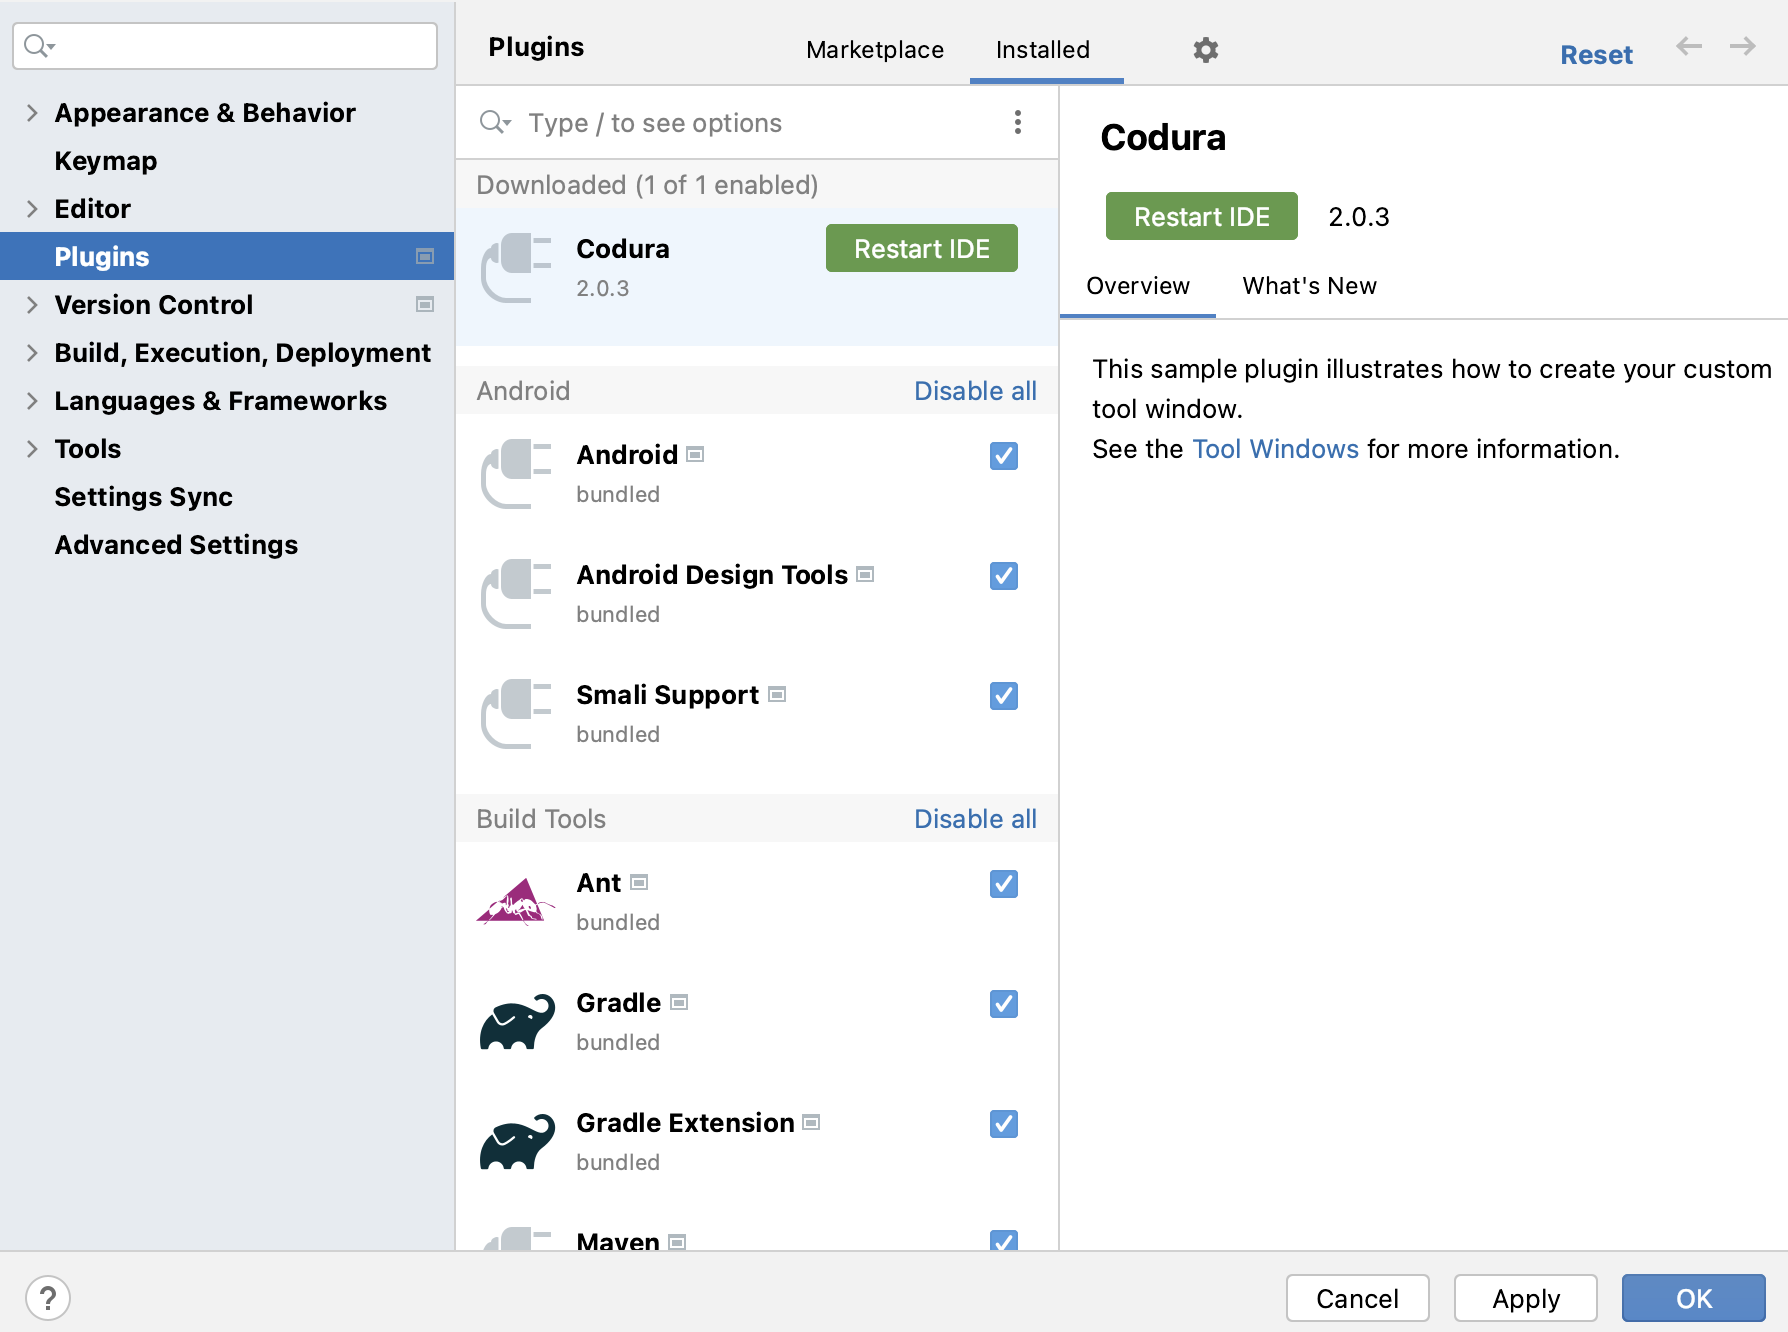 Plugins
Marketplace
Installed
Reset
Appearance & Behavior
Keymap
Editor
Plugins
Version Control
Build, Execution, Deployment
Languages & Frameworks
Tools
Settings Sync
Advanced Settings
Type / to see options
Downloaded (1 of 1 enabled)
Codura
Restart IDE
2.0.3
Android
Disable all
Android
bundled
Android Design Tools
bundled
Smali Support
bundled
Build Tools
Disable all
Ant
bundled
Gradle
bundled
Gradle Extension
bundled
Maven
Codura
Restart IDE
2.0.3
Overview
What's New
This sample plugin illustrates how to create your custom
tool window.
See the Tool Windows for more information.
?
Cancel
Apply
OK